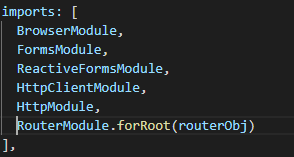 imports: [
BrowserModule,
FormsModule,
ReactiveFormsModule,
HttpClientModule,
HttpModule,
RouterModule.forRoot(routerObj)
],